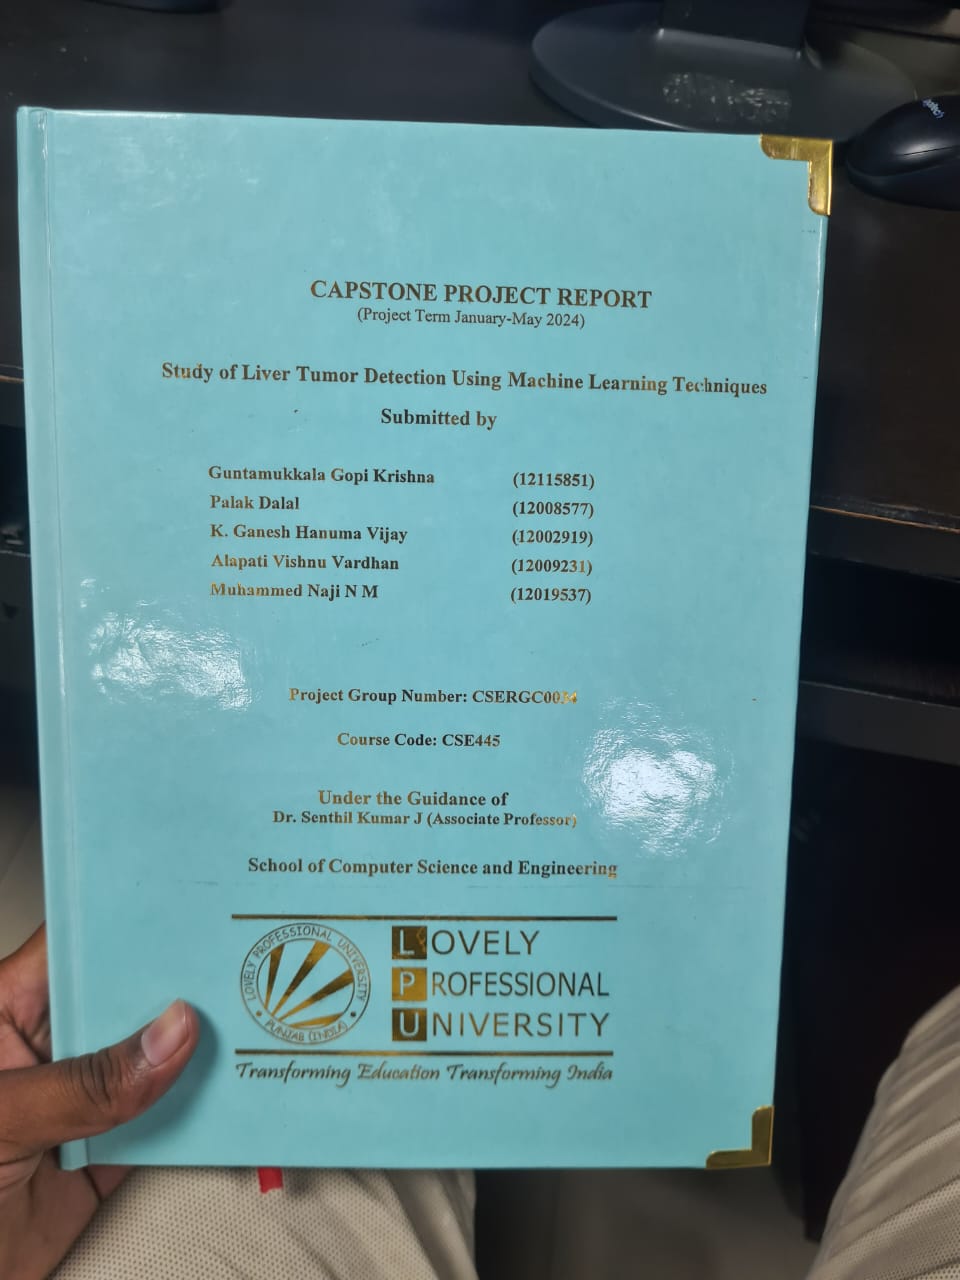 CAPSTONE PROJECT REPORT
(Project Term January-May 2024)
Study of Liver Tumor Detection Using Machine Learning Techniques
Submitted by
Guntamukkala Gopi Krishna (12115851)
Palak Dalal (12008577)
K. Ganesh Hanuma Vijay (12002919)
Alapati Vishnu Vardhan (12009231)
Muhammed Naji N M (12019537)
Project Group Number:
Course Code: CSE445
Under the Guidance of
Dr. Senthil Kumar J (Associate Professor)
School of Computer Science and Engineering
LOVELY PROFESSIONAL UNIVERSITY
PUNJAB (INDIA)
LOVELY
PROFESSIONAL
UNIVERSITY
Transforming Education Transforming India